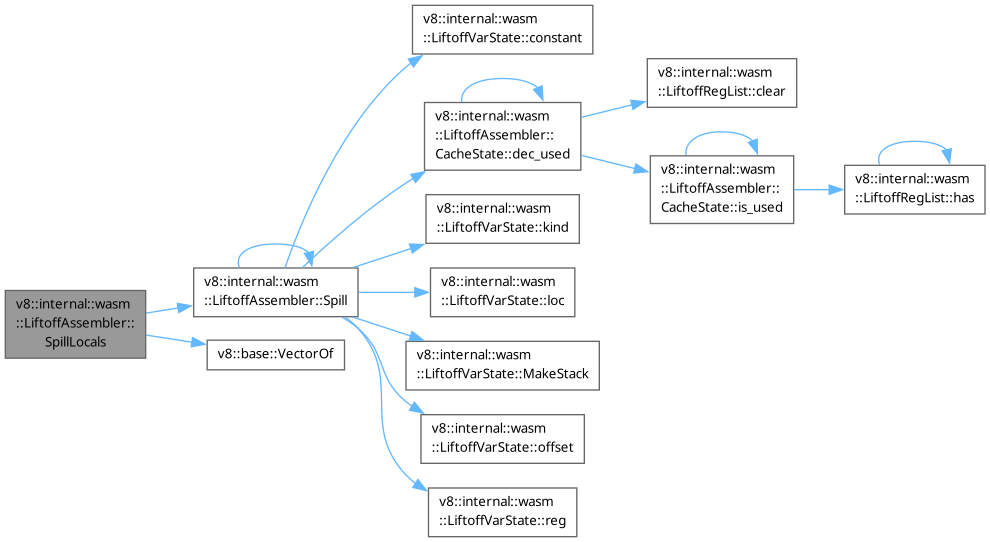 v8::internal::wasm
::LiftoffAssembler::
SpillLocals
v8::internal::wasm
::LiftoffAssembler::Spill
v8::base::VectorOf
v8::internal::wasm
::LiftoffVarState::constant
v8::internal::wasm
::LiftoffAssembler::
CacheState::dec_used
v8::internal::wasm
::LiftoffVarState::kind
v8::internal::wasm
::LiftoffVarState::loc
v8::internal::wasm
::LiftoffVarState::MakeStack
v8::internal::wasm
::LiftoffVarState::offset
v8::internal::wasm
::LiftoffVarState::reg
v8::internal::wasm
::LiftoffRegList::clear
v8::internal::wasm
::LiftoffAssembler::
CacheState::is_used
v8::internal::wasm
::LiftoffRegList::has